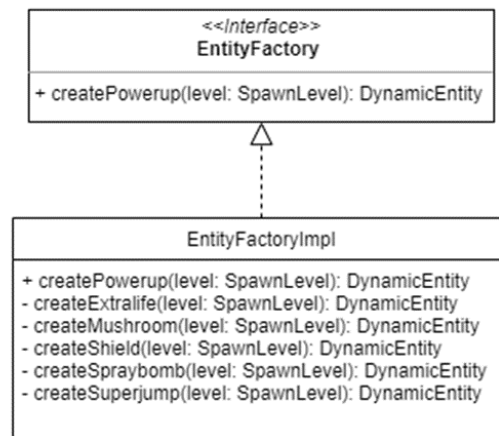 <<Interface>>
EntityFactory
+ createPowerup(level: SpawnLevel): DynamicEntity
EntityFactoryImpl
+ createPowerup(level: SpawnLevel): DynamicEntity
- createExtralife(level: SpawnLevel): DynamicEntity
- createMushroom(level: SpawnLevel): DynamicEntity
- createShield(level: SpawnLevel): DynamicEntity
- createSpraybomb(level: SpawnLevel): DynamicEntity
- createSuperjump(level: SpawnLevel): DynamicEntity